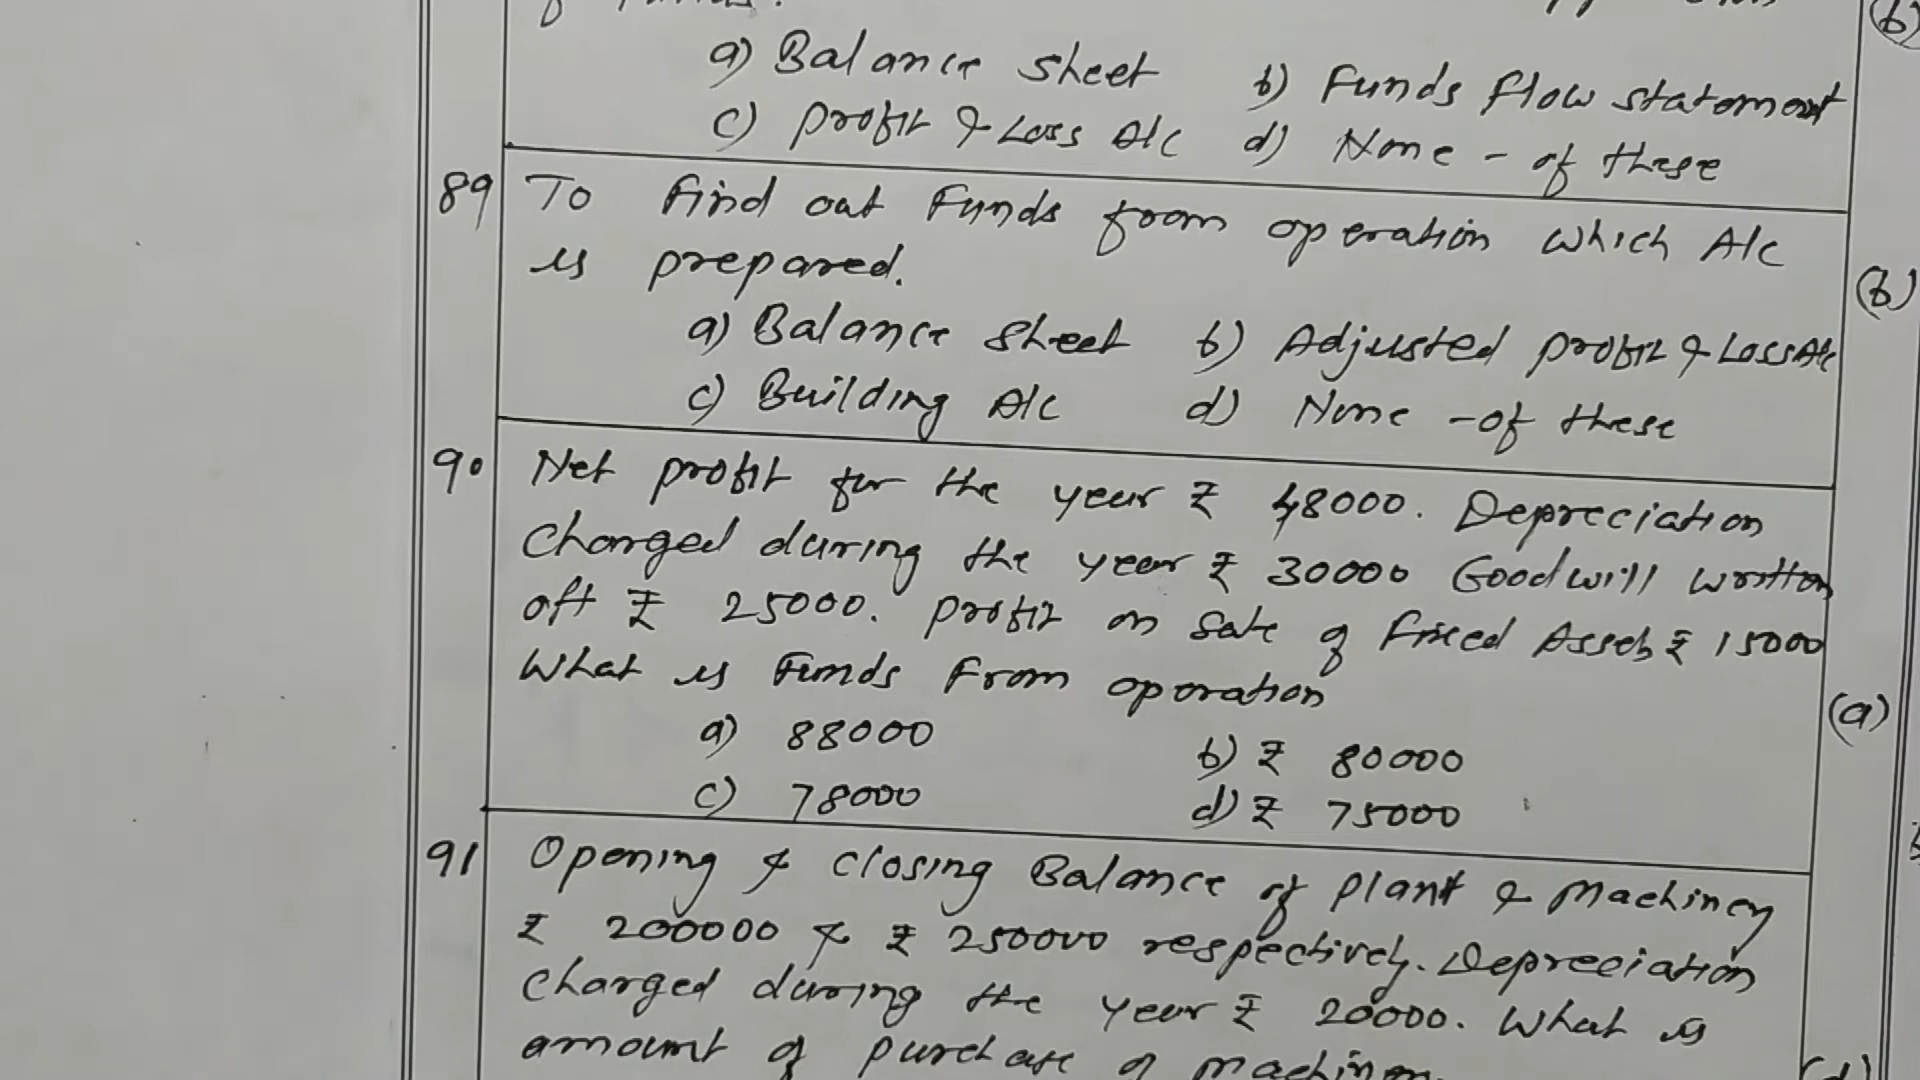 (b)
a) Balance sheet b) Funds flow statement
c) profit & Loss A/c d) None - of these
89 To find out Funds from operation which A/c
is prepared.
(b)
a) Balance sheet b) Adjusted profit & Loss A/c
c) Building A/c d) None - of these
90 Net profit for the year ₹ 48000. Depreciation
charged during the year ₹ 30000 Goodwill written
off ₹ 25000. profit on sale of fixed Assets ₹ 15000
What is Funds From operation
(a)
a) 88000 b) ₹ 80000
c) 78000 d) ₹ 75000
91 Opening & closing Balance of plant & Machinery
₹ 200000 & ₹ 250000 respectively. Depreciation
charged during the year ₹ 20000. What is
amount of purchase of machinery
(d)